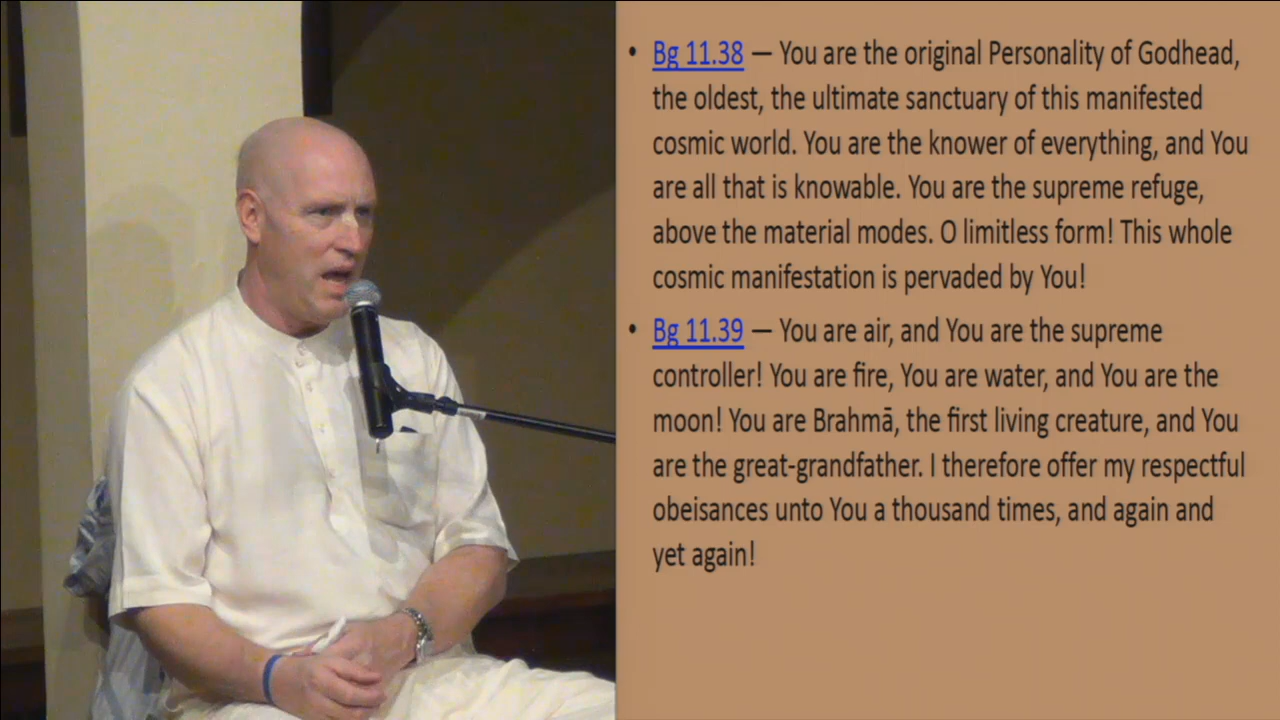 • Bg 11.38 — You are the original Personality of Godhead,
the oldest, the ultimate sanctuary of this manifested
cosmic world. You are the knower of everything, and You
are all that is knowable. You are the supreme refuge,
above the material modes. O limitless form! This whole
cosmic manifestation is pervaded by You!
• Bg 11.39 — You are air, and You are the supreme
controller! You are fire, You are water, and You are the
moon! You are Brahmā, the first living creature, and You
are the great-grandfather. I therefore offer my respectful
obeisances unto You a thousand times, and again and
yet again!